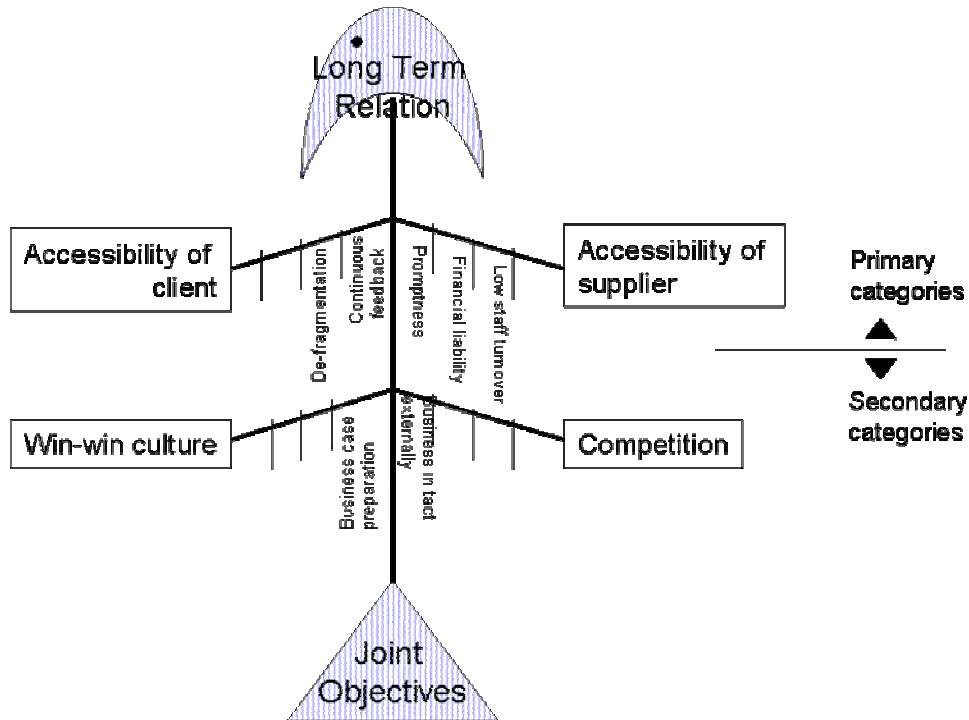 Long Term
Relation
Accessibility of
client
De-fragmentation
Continuous
feedback
Promptness
Financial liability
Low staff turnover
Accessibility of
supplier
Primary
categories
Secondary
categories
Win-win culture
Business case
preparation
business in tact
externally
Competition
Joint
Objectives